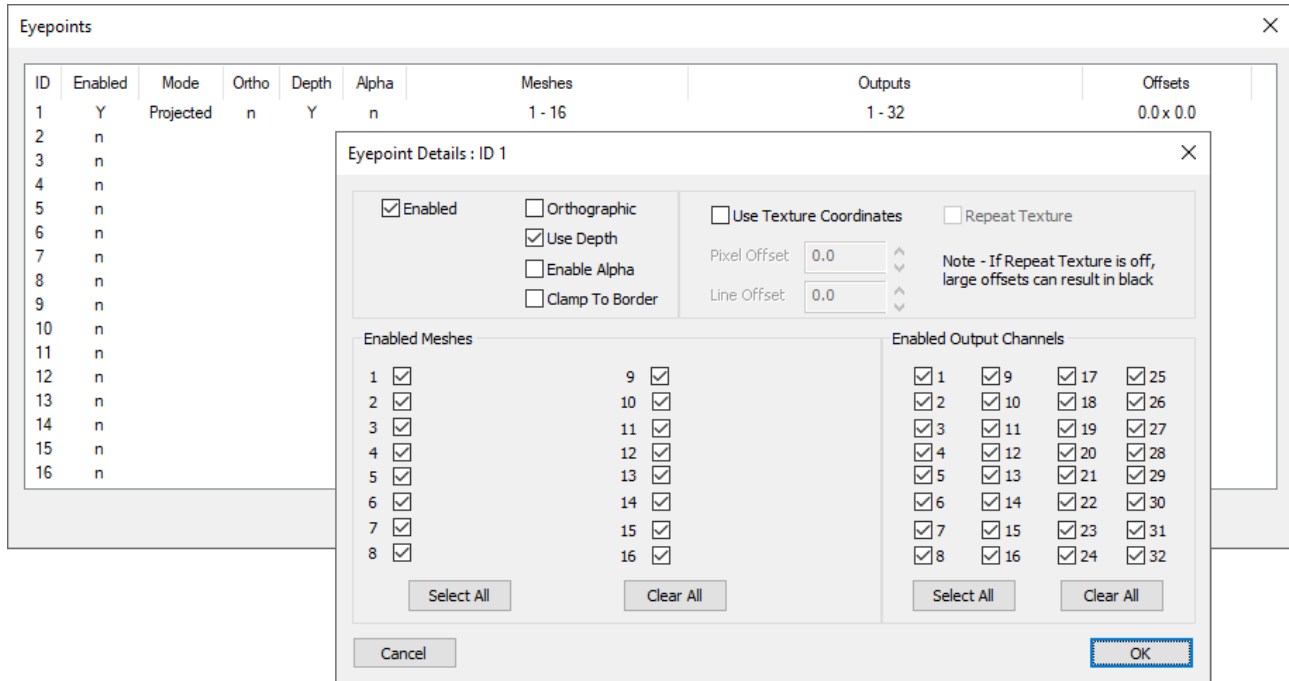 Eyepoints
ID Enabled Mode Ortho Depth Alpha Meshes Outputs Offsets
1 Y Projected n Y n 1 - 16 1 - 32 0.0 x 0.0
2 n
3 n
4 n
5 n
6 n
7 n
8 n
9 n
10 n
11 n
12 n
13 n
14 n
15 n
16 n
Eyepoint Details : ID 1
Enabled
Orthographic
Use Depth
Enable Alpha
Clamp To Border
Use Texture Coordinates
Repeat Texture
Pixel Offset 0.0
Line Offset 0.0
Note - If Repeat Texture is off,
large offsets can result in black
Enabled Meshes
1 9
2 10
3 11
4 12
5 13
6 14
7 15
8 16
Select All Clear All
Enabled Output Channels
1 9 17 25
2 10 18 26
3 11 19 27
4 12 20 28
5 13 21 29
6 14 22 30
7 15 23 31
8 16 24 32
Select All Clear All
Cancel OK